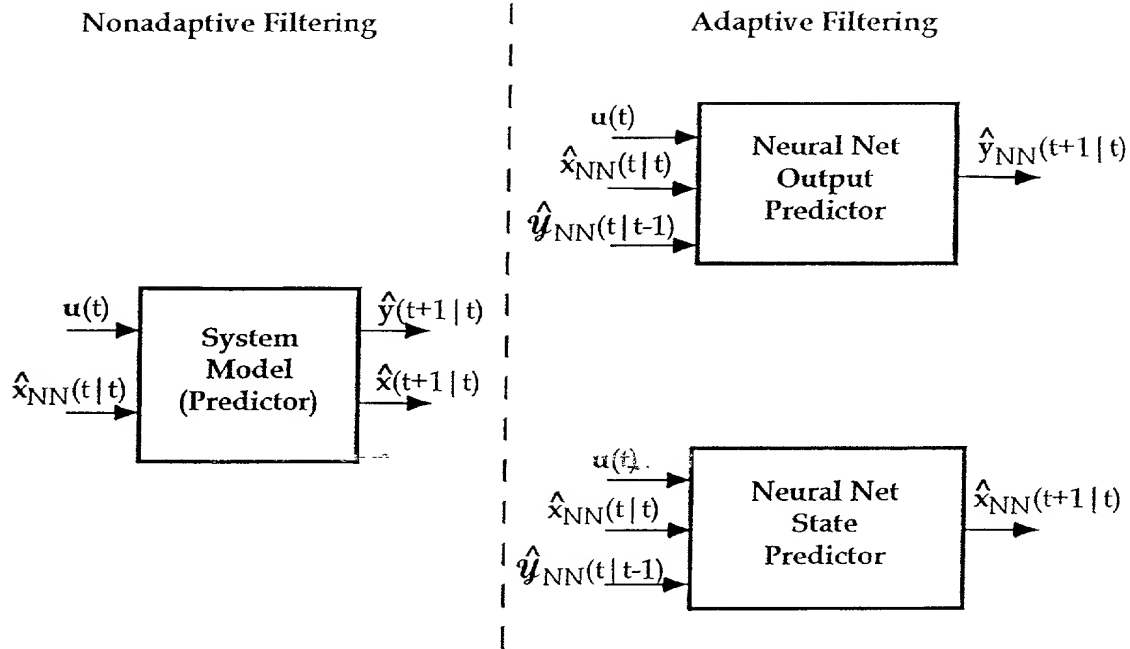 Nonadaptive Filtering
u(t)
x̂NN(t|t)
System
Model
(Predictor)
ŷ(t+1|t)
x̂(t+1|t)
Adaptive Filtering
u(t)
x̂NN(t|t)
𝓎̂NN(t|t-1)
Neural Net
Output
Predictor
ŷNN(t+1|t)
u(t)
x̂NN(t|t)
𝓎̂NN(t|t-1)
Neural Net
State
Predictor
x̂NN(t+1|t)